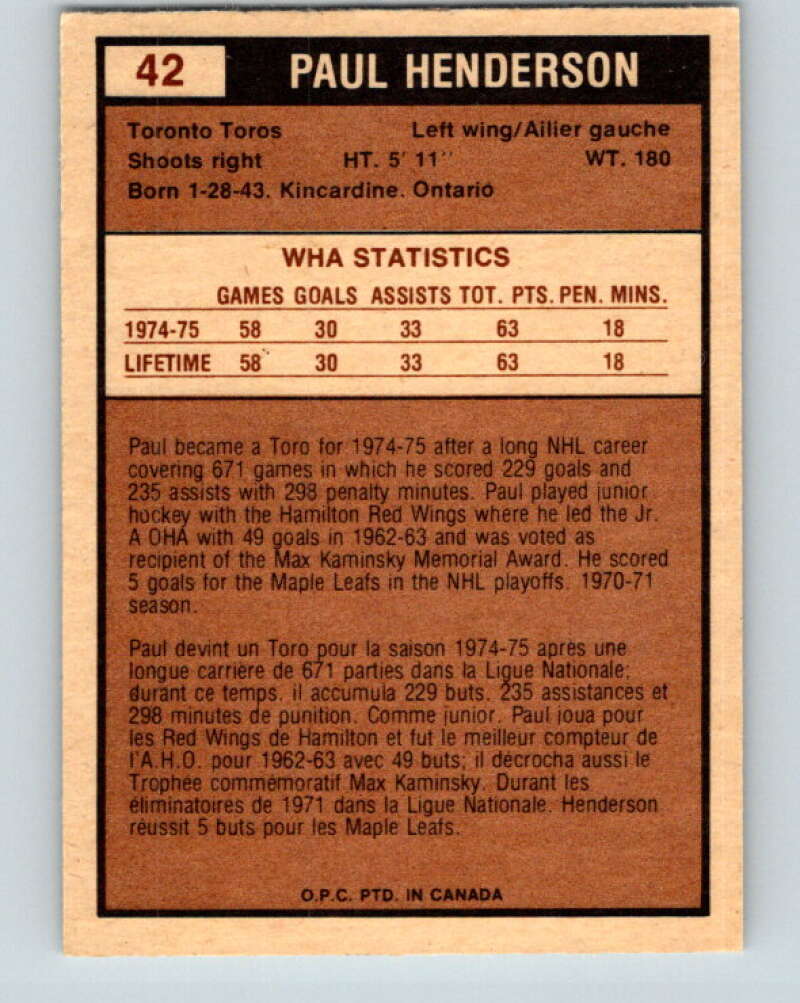 42 PAUL HENDERSON
Toronto Toros Left wing/Ailier gauche
Shoots right HT. 5' 11'' WT. 180
Born 1-28-43. Kincardine. Ontario
WHA STATISTICS
GAMES GOALS ASSISTS TOT. PTS. PEN. MINS.
1974-75 58 30 33 63 18
LIFETIME 58 30 33 63 18
Paul became a Toro for 1974-75 after a long NHL career
covering 671 games in which he scored 229 goals and
235 assists with 298 penalty minutes. Paul played junior
hockey with the Hamilton Red Wings where he led the Jr.
A OHA with 49 goals in 1962-63 and was voted as
recipient of the Max Kaminsky Memorial Award. He scored
5 goals for the Maple Leafs in the NHL playoffs. 1970-71
season.
Paul devint un Toro pour la saison 1974-75 après une
longue carrière de 671 parties dans la Ligue Nationale;
durant ce temps. il accumula 229 buts. 235 assistances et
298 minutes de punition. Comme junior. Paul joua pour
les Red Wings de Hamilton et fut le meilleur compteur de
l'A.H.O. pour 1962-63 avec 49 buts; il décrocha aussi le
Trophée commémoratif Max Kaminsky. Durant les
éliminatoires de 1971 dans la Ligue Nationale. Henderson
réussit 5 buts pour les Maple Leafs.
O.P.C. PTD. IN CANADA